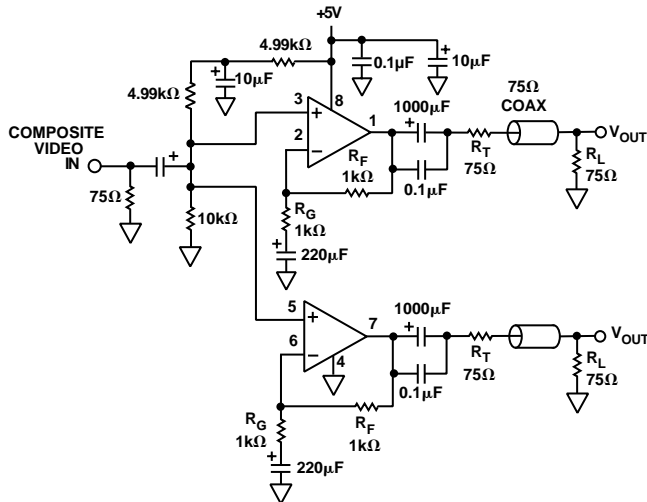 +5V
4.99kΩ
+
10μF
0.1μF
+
10μF
4.99kΩ
75Ω
COAX
COMPOSITE
VIDEO
IN
+
3
+
8
1
1000μF
+
2
–
R_F
1kΩ
0.1μF
R_T
75Ω
V_OUT
R_L
75Ω
75Ω
10kΩ
R_G
1kΩ
+
220μF
5
+
7
1000μF
+
6
–
4
0.1μF
R_T
75Ω
V_OUT
R_L
75Ω
R_G
1kΩ
R_F
1kΩ
+
220μF